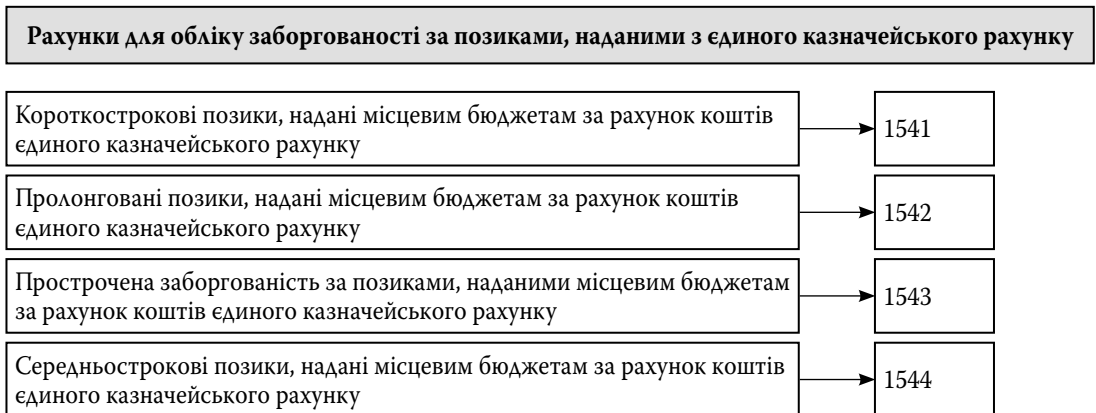 Рахунки для обліку заборгованості за позиками, наданими з єдиного казначейського рахунку
Короткострокові позики, надані місцевим бюджетам за рахунок коштів
єдиного казначейського рахунку
1541
Пролонговані позики, надані місцевим бюджетам за рахунок коштів
єдиного казначейського рахунку
1542
Прострочена заборгованість за позиками, наданими місцевим бюджетам
за рахунок коштів єдиного казначейського рахунку
1543
Середньострокові позики, надані місцевим бюджетам за рахунок коштів
єдиного казначейського рахунку
1544